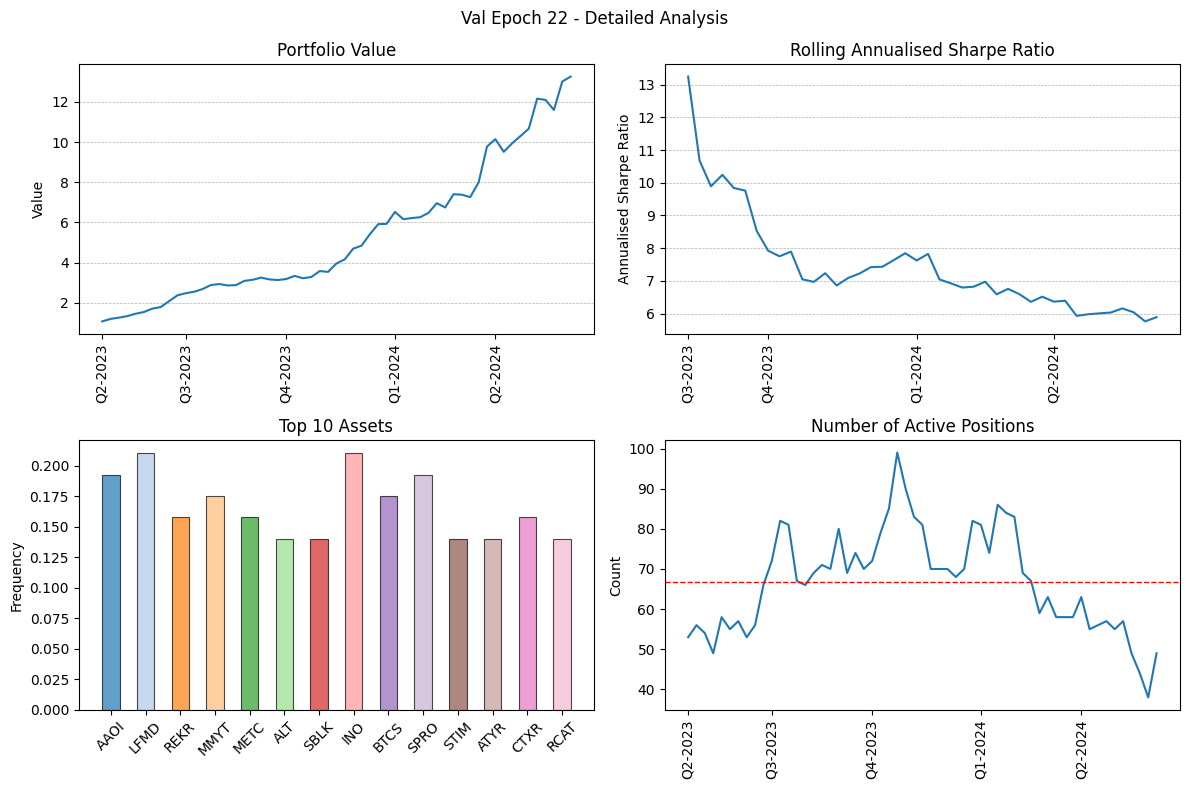 Val Epoch 22 - Detailed Analysis
Portfolio Value
Value
12
10
8
6
4
2
Q2-2023
Q3-2023
Q4-2023
Q1-2024
Q2-2024
Rolling Annualised Sharpe Ratio
Annualised Sharpe Ratio
13
12
11
10
9
8
7
6
Q3-2023
Q4-2023
Q1-2024
Q2-2024
Top 10 Assets
Frequency
0.200
0.175
0.150
0.125
0.100
0.075
0.050
0.025
0.000
AAOI
LFMD
REKR
MMYT
METC
ALT
SBLK
INO
BTCS
SPRO
STIM
ATYR
CTXR
RCAT
Number of Active Positions
Count
100
90
80
70
60
50
40
Q2-2023
Q3-2023
Q4-2023
Q1-2024
Q2-2024